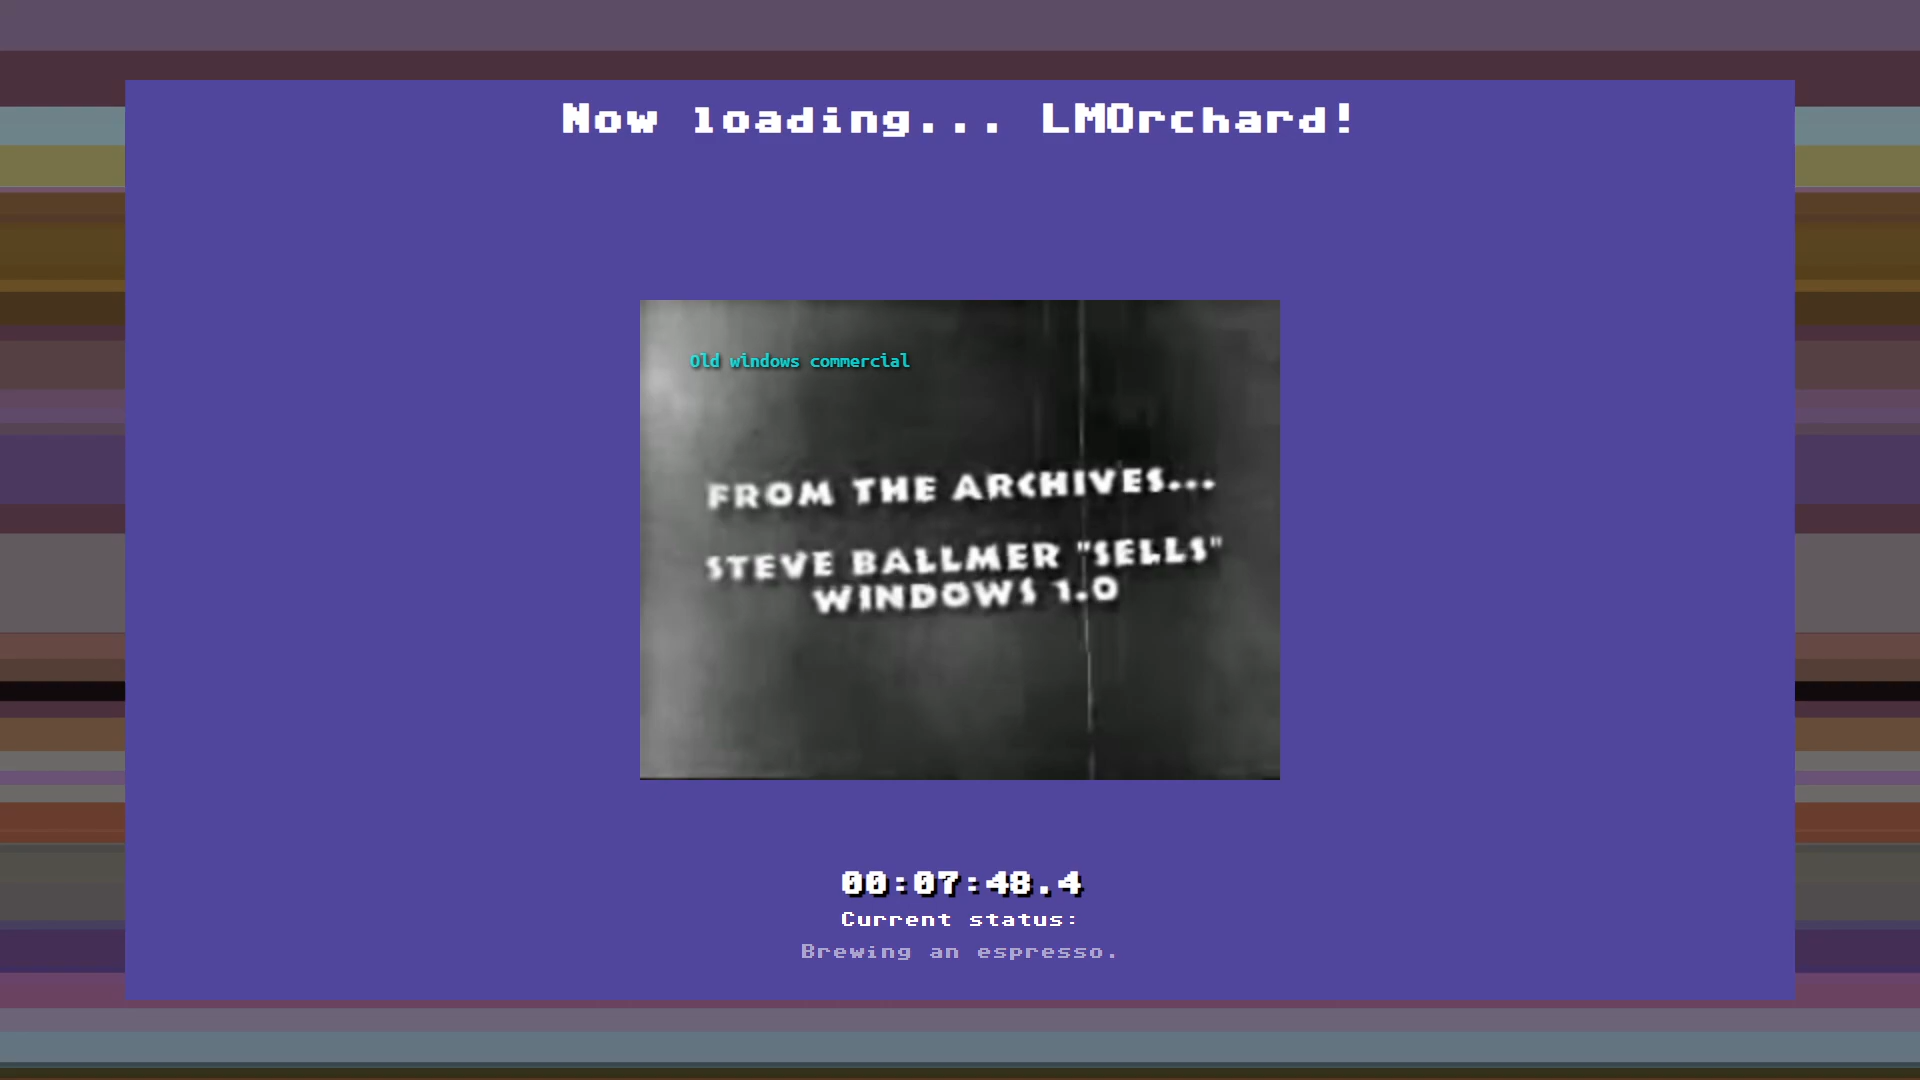 Now loading... LMOrchard!
Old windows commercial
FROM THE ARCHIVES...
STEVE BALLMER "SELLS"
WINDOWS 1.0
00:07:48.4
Current status:
Brewing an espresso.